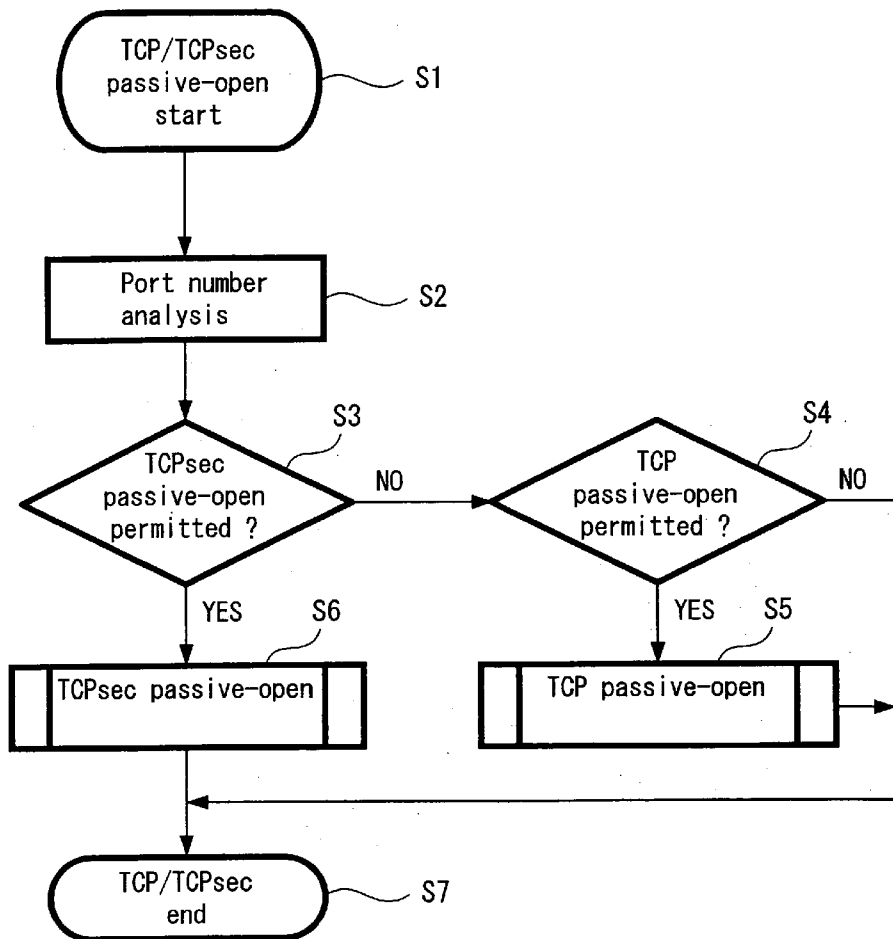 TCP/TCPsec
passive-open
start
S1
Port number
analysis
S2
S3
TCPsec
passive-open
permitted ?
NO
S4
TCP
passive-open
permitted ?
NO
YES
S6
TCPsec passive-open
YES
S5
TCP passive-open
TCP/TCPsec
end
S7